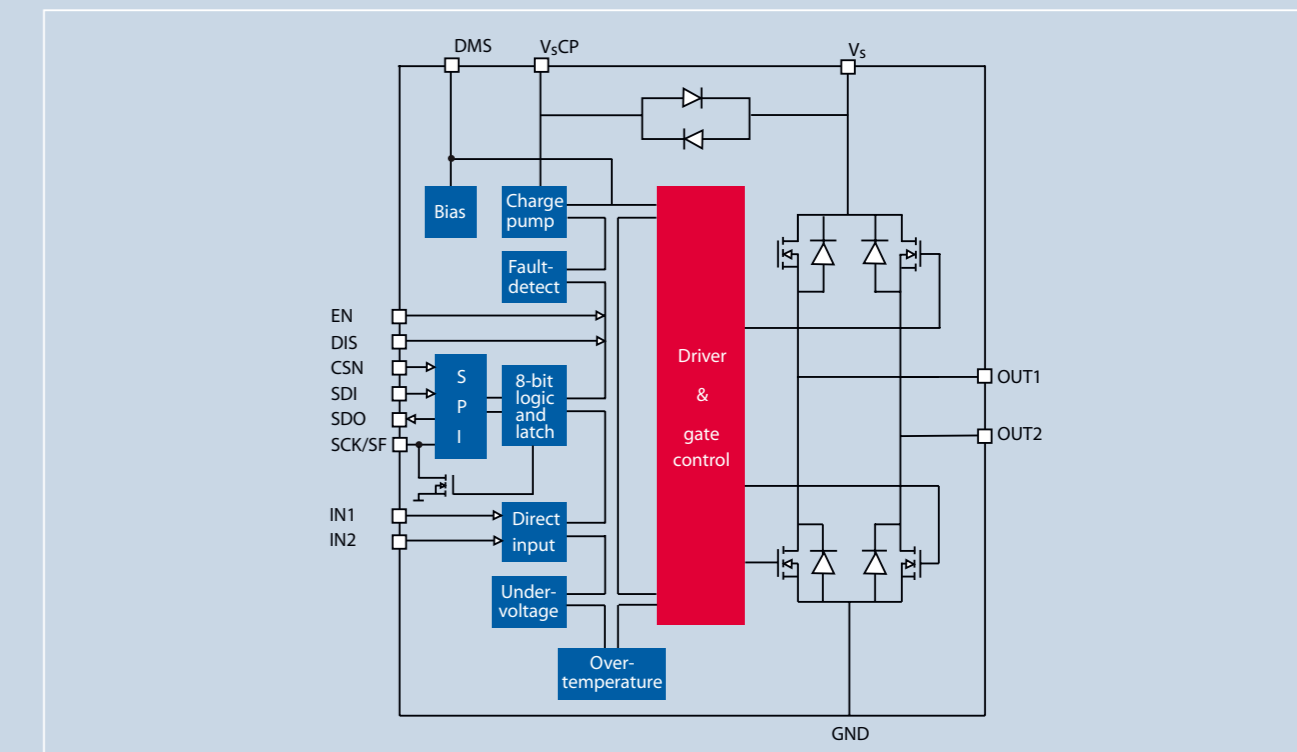 DMS
VsCP
Vs
Bias
Charge
pump
Fault-
detect
EN
DIS
CSN
SDI
SDO
SCK/SF
S
P
I
8-bit
logic
and
latch
Driver
&
gate
control
OUT1
OUT2
IN1
IN2
Direct
input
Under-
voltage
Over-
temperature
GND